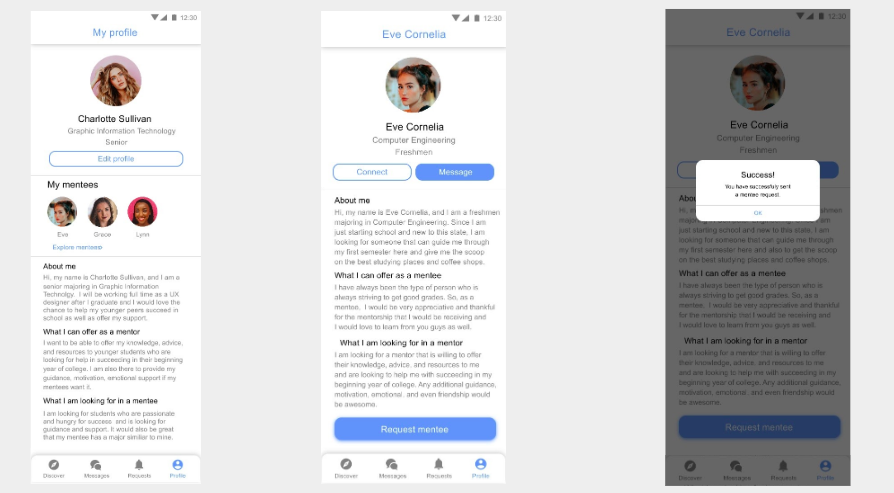 12:30
My profile
Charlotte Sullivan
Graphic Information Technology
Senior
Edit profile
My mentees
Eve Grace Lynn
Explore mentees
About me
Hi, my name is Charlotte Sullivan, and I am a
senior majoring in Graphic Information
Technolgy. I will be working full time as a UX
designer after I graduate and I would love the
chance to help my younger peers succeed in
school as well as offer my support.
What I can offer as a mentor
I want to be able to offer my knowledge, advice,
and resources to younger students who are
looking for help in succeeding in their beginning
year of college. I am also there to provide my
guidance, motivation, emotional support if my
mentees want it.
What I am looking for in a mentee
I am looking for students who are passionate
and hungry for success and is looking for
guidance and support. It would also be great
that my mentee has a major similar to mine.
Discover Messages Requests Profile
12:30
Eve Cornelia
Eve Cornelia
Computer Engineering
Freshmen
Connect Message
About me
Hi, my name is Eve Cornelia, and I am a freshmen
majoring in Computer Engineering. Since I am
just starting school and new to this state, I am
looking for someone that can guide me through
my first semester here and give me the scoop
on the best studying places and coffee shops.
What I can offer as a mentee
I have always been the type of person who is
always striving to get good grades. So, as a
mentee. I would be very appreciative and thankful
for the mentorship that I would be receiving and
I would love to learn from you guys as well.
What I am looking for in a mentor
I am looking for a mentor that is willing to offer
their knowledge, advice, and resources to me
and are looking to help me succeeding in my
beginning year of college. Any additional guidance,
motivation, emotional, and even friendship would
be awesome.
Request mentee
Discover Messages Requests Profile
12:30
Eve Cornelia
Eve Cornelia
Computer Engineering
Freshmen
Success!
You have successfuly sent
a mentee request.
OK
Hi, my name is Eve Cornelia, and I am a freshmen
majoring in Computer Engineering. Since I am
just starting school and new to this state, I am
looking for someone that can guide me through
my first semester here and also to get the scoop
on the best studying places and coffee shops.
What I can offer as a mentee
I have always been the type of person who is
always striving to get good grades. So, as a
mentee. I would be very appreciative and thankful
for the mentorship that I would be receiving and
I would love to learn from you guys as well.
What I am looking for in a mentor
I am looking for a mentor that is willing to offer
their knowledge, advice, and resources to me
and are looking to help me succeeding in my
beginning year of college. Any additional guidance,
motivation, emotional, and even friendship would
be awesome.
Request mentee
Discover Messages Requests Profile